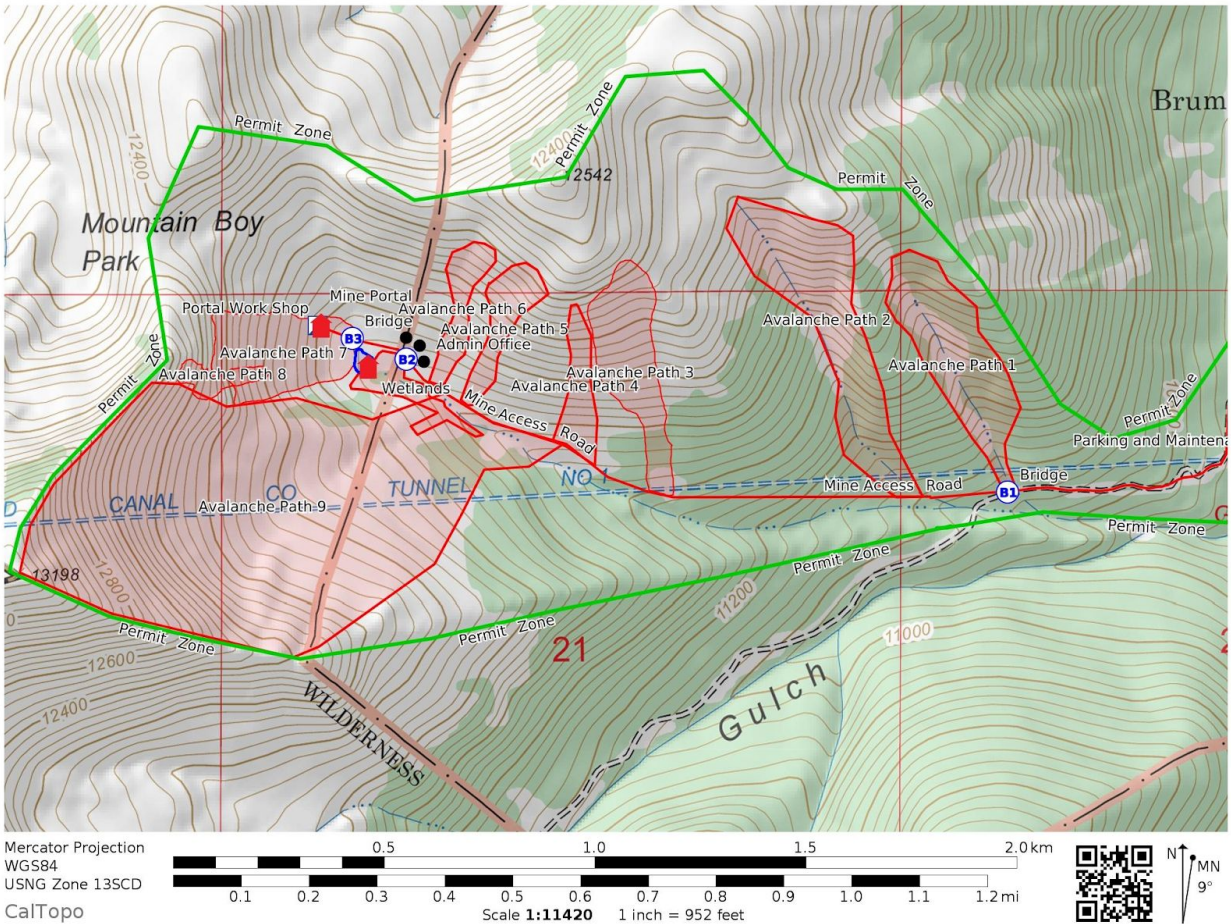 Brum
Permit Zone
12400
12400
Permit Zone
12542
Permit Zone
Mountain Boy
Park
Mine Portal
Portal Work Shop
Avalanche Path 6
Bridge
Avalanche Path 2
Avalanche Path 5
B3
Admin Office
Avalanche Path 7
B2
Avalanche Path 1
Avalanche Path 8
Avalanche Path 3
Permit Zone
Wetlands
Avalanche Path 4
Permit Zone
Mine Access Road
Parking and Maintena
Bridge
CANAL CO TUNNEL NO 1
Mine Access Road
B1
Avalanche Path 9
Permit Zone
Permit Zone
13198
12800
11200
Permit Zone
Permit Zone
21
11000
12600
Gulch
12400
WILDERNESS
Mercator Projection
WGS84
USNG Zone 13SCD
CalTopo
0.5 1.0 1.5 2.0 km
0.1 0.2 0.3 0.4 0.5 0.6 0.7 0.8 0.9 1.0 1.1 1.2 mi
Scale 1:11420 1 inch = 952 feet
N
MN
9°